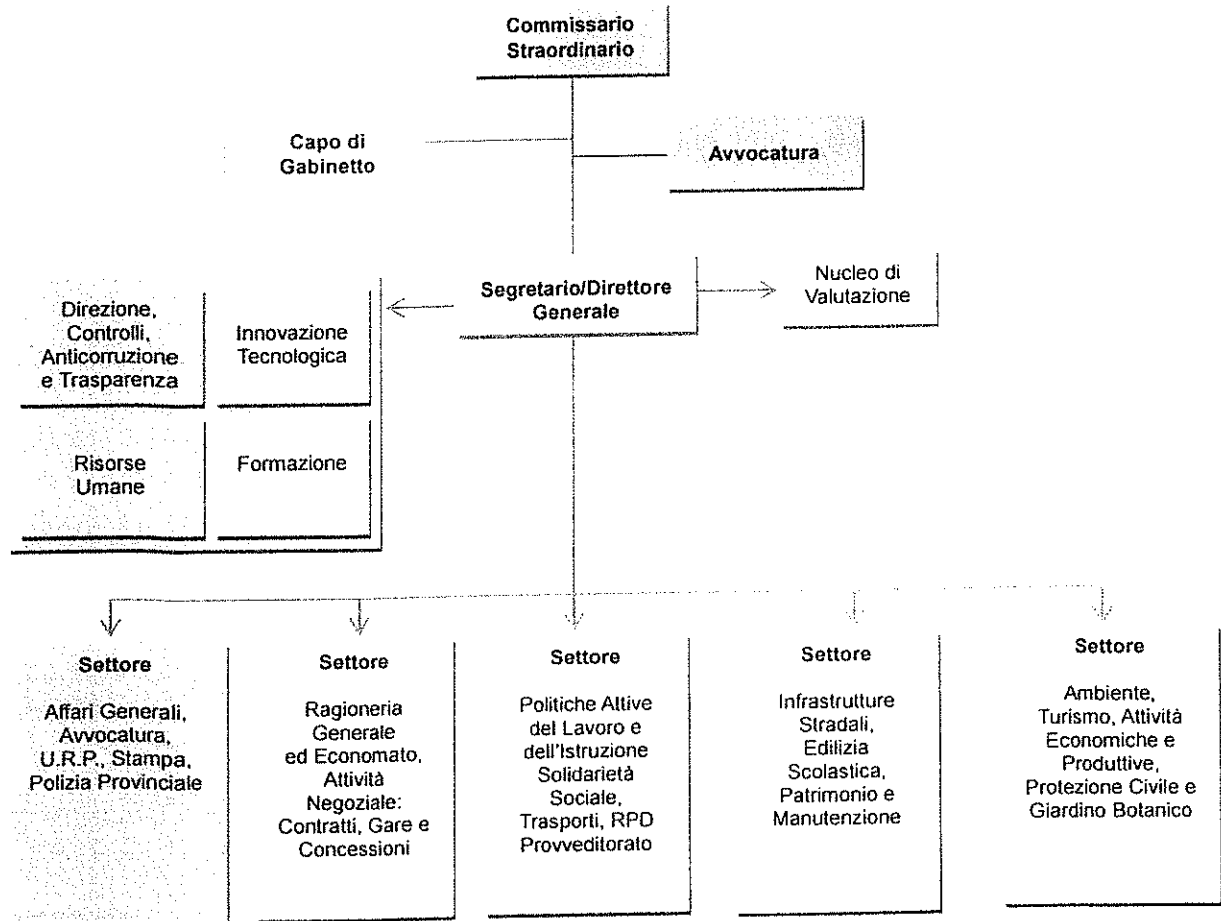 Commissario
Straordinario
Capo di
Gabinetto
Avvocatura
Segretario/Direttore
Generale
Nucleo di
Valutazione
Direzione,
Controlli,
Anticorruzione
e Trasparenza
Innovazione
Tecnologica
Risorse
Umane
Formazione
Settore
Affari Generali,
Avvocatura,
U.R.P., Stampa,
Polizia Provinciale
Settore
Ragioneria
Generale
ed Economato,
Attività
Negoziale:
Contratti, Gare e
Concessioni
Settore
Politiche Attive
del Lavoro e
dell'Istruzione
Solidarietà
Sociale,
Trasporti, RPD
Provveditorato
Settore
Infrastrutture
Stradali,
Edilizia
Scolastica,
Patrimonio e
Manutenzione
Settore
Ambiente,
Turismo, Attività
Economiche e
Produttive,
Protezione Civile e
Giardino Botanico